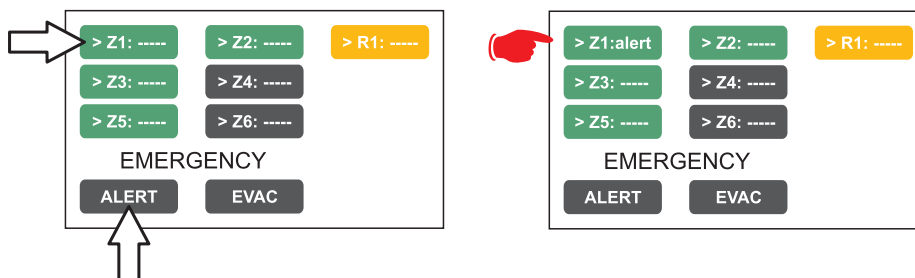 > Z1: ----- > Z2: ----- > R1: -----
> Z3: ----- > Z4: -----
> Z5: ----- > Z6: -----
EMERGENCY
ALERT EVAC
> Z1:alert > Z2: ----- > R1: -----
> Z3: ----- > Z4: -----
> Z5: ----- > Z6: -----
EMERGENCY
ALERT EVAC